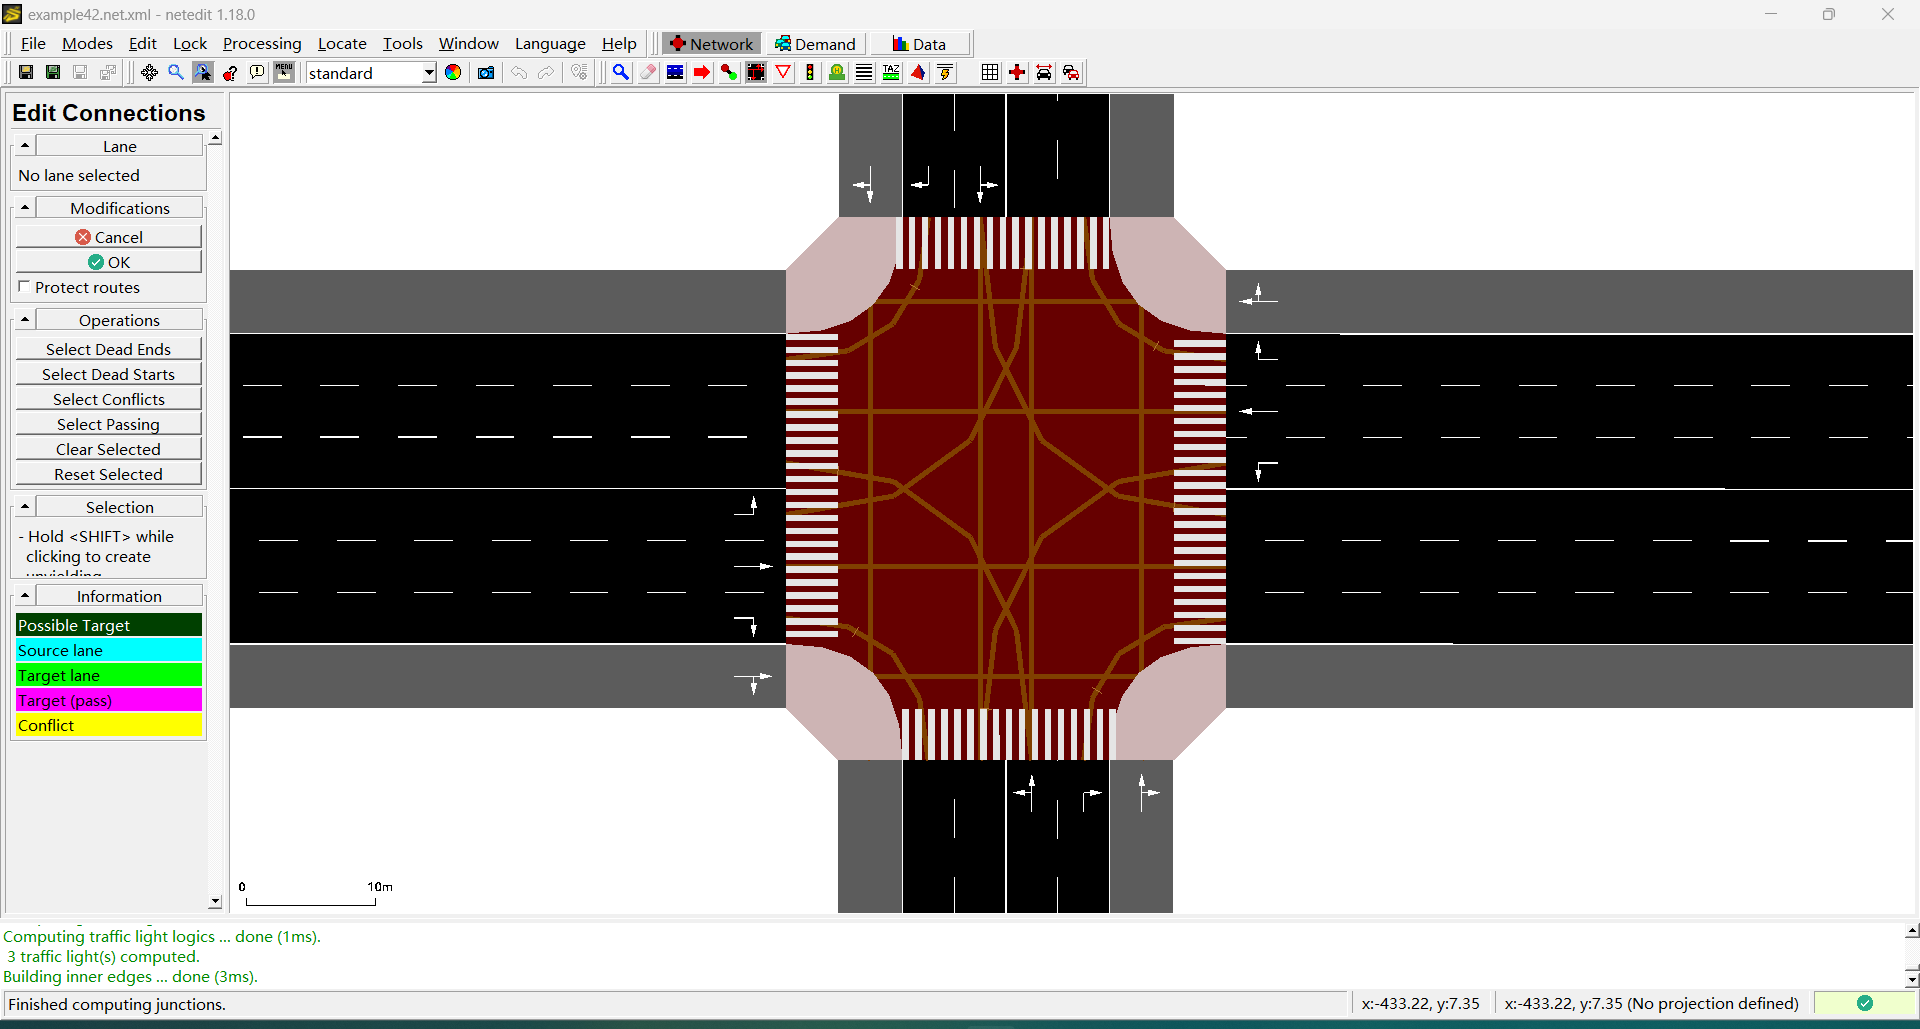 example42.net.xml - netedit 1.18.0
File Modes Edit Lock Processing Locate Tools Window Language Help Network Demand Data
MENU standard TAZ
Edit Connections
Lane
No lane selected
Modifications
Cancel
OK
Protect routes
Operations
Select Dead Ends
Select Dead Starts
Select Conflicts
Select Passing
Clear Selected
Reset Selected
Selection
- Hold <SHIFT> while
clicking to create
unyielding
Information
Possible Target
Source lane
Target lane
Target (pass)
Conflict
0 10m
Computing traffic light logics ... done (1ms).
3 traffic light(s) computed.
Building inner edges ... done (3ms).
Finished computing junctions.
x:-433.22, y:7.35
x:-433.22, y:7.35 (No projection defined)